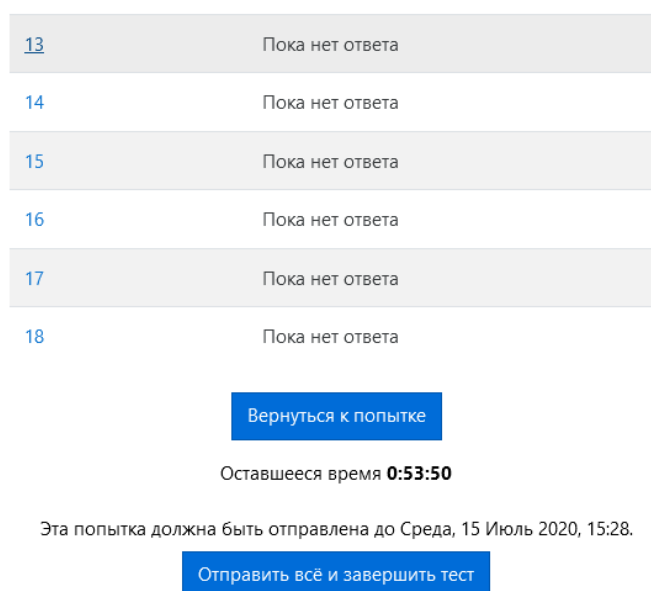 13 Пока нет ответа
14 Пока нет ответа
15 Пока нет ответа
16 Пока нет ответа
17 Пока нет ответа
18 Пока нет ответа
Вернуться к попытке
Оставшееся время 0:53:50
Эта попытка должна быть отправлена до Среда, 15 Июль 2020, 15:28.
Отправить всё и завершить тест